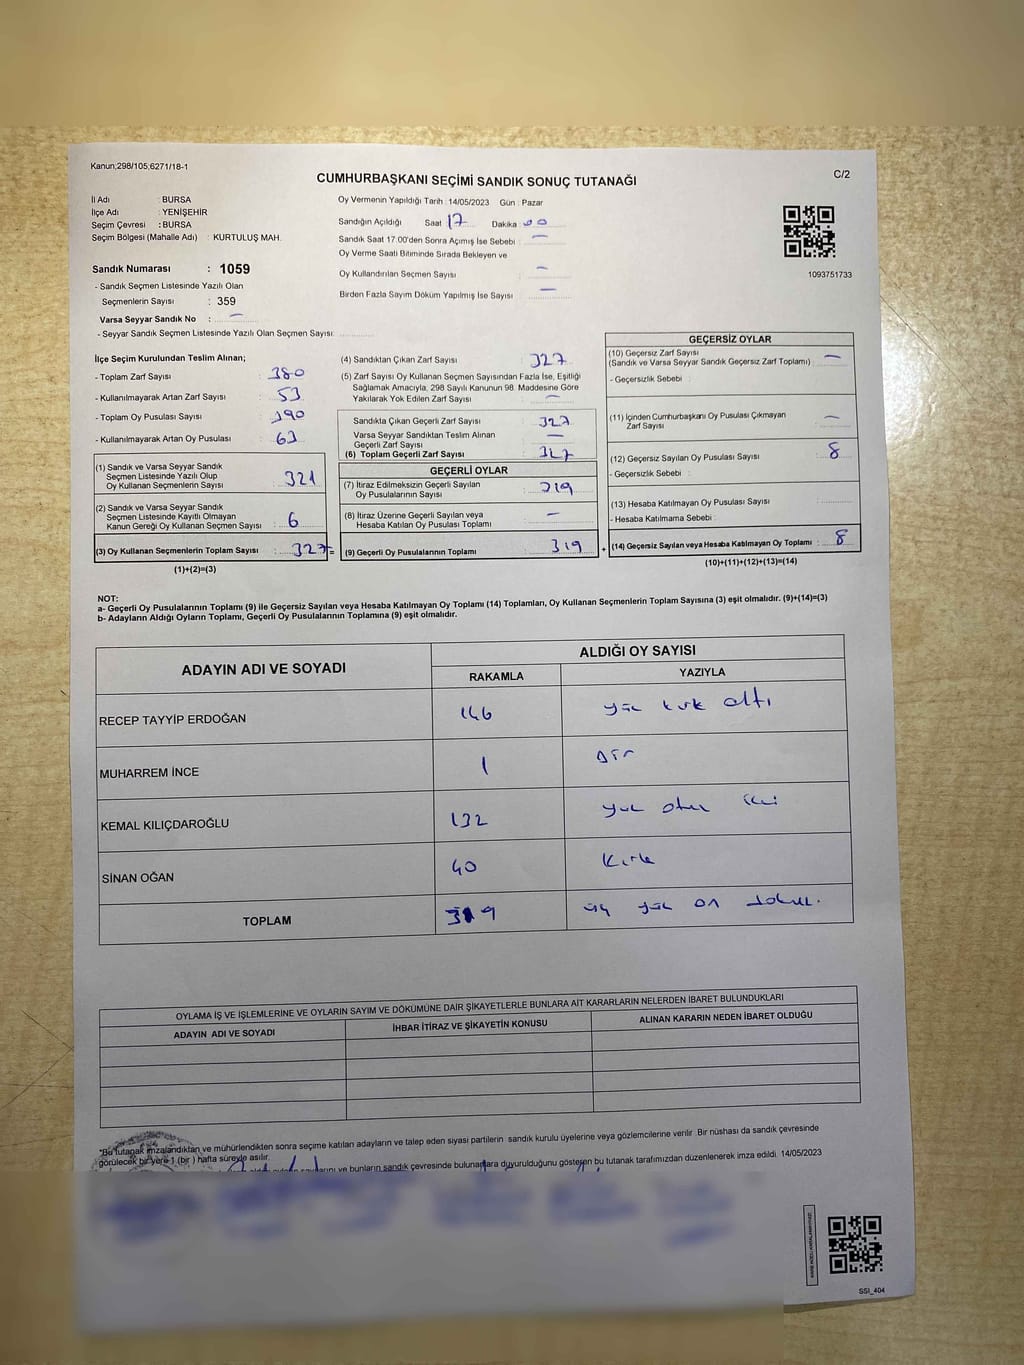 Kanun;298/105;6271/18-1
C/2
CUMHURBAŞKANI SEÇİMİ SANDIK SONUÇ TUTANAĞI
İl Adı : BURSA
İlçe Adı : YENİŞEHİR
Seçim Çevresi : BURSA
Seçim Bölgesi (Mahalle Adı) : KURTULUŞ MAH.
Sandık Numarası : 1059
- Sandık Seçmen Listesinde Yazılı Olan
Seçmenlerin Sayısı : 359
Varsa Seyyar Sandık No : —
- Seyyar Sandık Seçmen Listesinde Yazılı Olan Seçmen Sayısı:
Oy Vermenin Yapıldığı Tarih : 14/05/2023 Gün : Pazar
Sandığın Açıldığı Saat 17 Dakika 00
Sandık Saat 17:00'den Sonra Açımış İse Sebebi : —
Oy Verme Saati Bitiminde Sırada Bekleyen ve
Oy Kullandırılan Seçmen Sayısı : —
Birden Fazla Sayım Döküm Yapılmış İse Sayısı : —
1093751733
İlçe Seçim Kurulundan Teslim Alınan;
- Toplam Zarf Sayısı : 380
- Kullanılmayarak Artan Zarf Sayısı : 53
- Toplam Oy Pusulası Sayısı : 390
- Kullanılmayarak Artan Oy Pusulası : 63
(1) Sandık ve Varsa Seyyar Sandık
Seçmen Listesinde Yazılı Olup
Oy Kullanan Seçmenlerin Sayısı : 321
(2) Sandık ve Varsa Seyyar Sandık
Seçmen Listesinde Kayıtlı Olmayan
Kanun Gereği Oy Kullanan Seçmen Sayısı : 6
(3) Oy Kullanan Seçmenlerin Toplam Sayısı : 327=
(1)+(2)=(3)
(4) Sandıktan Çıkan Zarf Sayısı : 327
(5) Zarf Sayısı Oy Kullanan Seçmen Sayısından Fazla İse, Eşitliği
Sağlamak Amacıyla, 298 Sayılı Kanunun 98. Maddesine Göre
Yakılarak Yok Edilen Zarf Sayısı : —
Sandıkta Çıkan Geçerli Zarf Sayısı : 327
Varsa Seyyar Sandıktan Teslim Alınan
Geçerli Zarf Sayısı : —
(6) Toplam Geçerli Zarf Sayısı : 327
GEÇERLİ OYLAR
(7) İtiraz Edilmeksizin Geçerli Sayılan
Oy Pusulalarının Sayısı : 319
(8) İtiraz Üzerine Geçerli Sayılan veya
Hesaba Katılan Oy Pusulası Toplamı : —
(9) Geçerli Oy Pusulalarının Toplamı : 319 +
GEÇERSİZ OYLAR
(10) Geçersiz Zarf Sayısı : —
(Sandık ve Varsa Seyyar Sandık Geçersiz Zarf Toplamı)
- Geçersizlik Sebebi :
(11) İçinden Cumhurbaşkanı Oy Pusulası Çıkmayan
Zarf Sayısı : —
(12) Geçersiz Sayılan Oy Pusulası Sayısı : 8
- Geçersizlik Sebebi :
(13) Hesaba Katılmayan Oy Pusulası Sayısı :
- Hesaba Katılmama Sebebi :
(14) Geçersiz Sayılan veya Hesaba Katılmayan Oy Toplamı : 8
(10)+(11)+(12)+(13)=(14)
NOT:
a- Geçerli Oy Pusulalarının Toplamı (9) ile Geçersiz Sayılan veya Hesaba Katılmayan Oy Toplamı (14) Toplamları, Oy Kullanan Seçmenlerin Toplam Sayısına (3) eşit olmalıdır. (9)+(14)=(3)
b- Adayların Aldığı Oyların Toplamı, Geçerli Oy Pusulalarının Toplamına (9) eşit olmalıdır.
ADAYIN ADI VE SOYADI
ALDIĞI OY SAYISI
RAKAMLA YAZIYLA
RECEP TAYYİP ERDOĞAN 146 yüz kırk altı
MUHARREM İNCE 1 Bir
KEMAL KILIÇDAROĞLU 132 yüz otuz iki
SİNAN OĞAN 40 Kırk
TOPLAM 319 üç yüz on dokuz.
OYLAMA İŞ VE İŞLEMLERİNE VE OYLARIN SAYIM VE DÖKÜMÜNE DAİR ŞİKAYETLERLE BUNLARA AİT KARARLARIN NELERDEN İBARET BULUNDUKLARI
ADAYIN ADI VE SOYADI İHBAR İTİRAZ VE ŞİKAYETİN KONUSU ALINAN KARARIN NEDEN İBARET OLDUĞU
"Bu tutanak imzalandıktan ve mühürlendikten sonra seçime katılan adayların ve talep eden siyasi partilerin sandık kurulu üyelerine veya gözlemcilerine verilir. Bir nüshası da sandık çevresinde
görülecek bir yere 1 (bir) hafta süreyle asılır.
ve bunların sandık çevresinde bulunanlara duyurulduğunu gösteren bu tutanak tarafımızdan düzenlenerek imza edildi. 14/05/2023
SSI_404